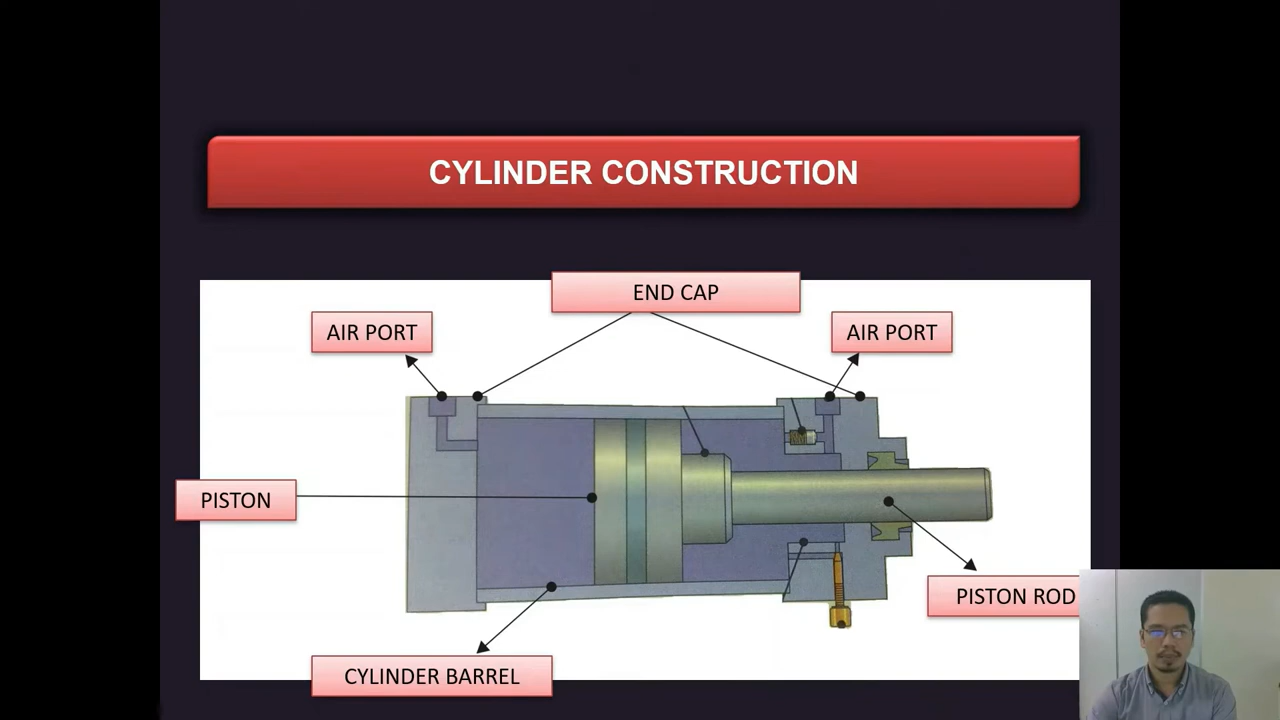 CYLINDER CONSTRUCTION
END CAP
AIR PORT
AIR PORT
PISTON
PISTON ROD
CYLINDER BARREL